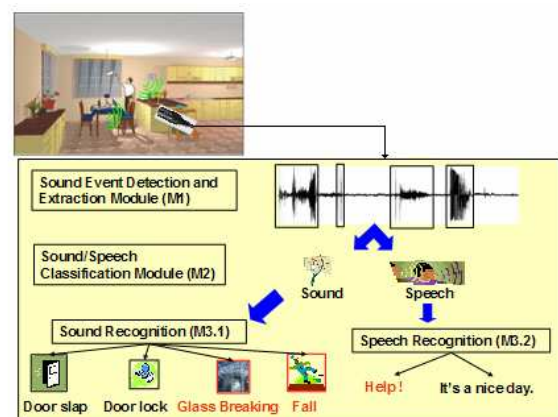 Sound Event Detection and
Extraction Module (M1)
Sound/Speech
Classification Module (M2)
Sound
Speech
Sound Recognition (M3.1)
Speech Recognition (M3.2)
Door slap
Door lock
Glass Breaking
Fall
Help!
It's a nice day.